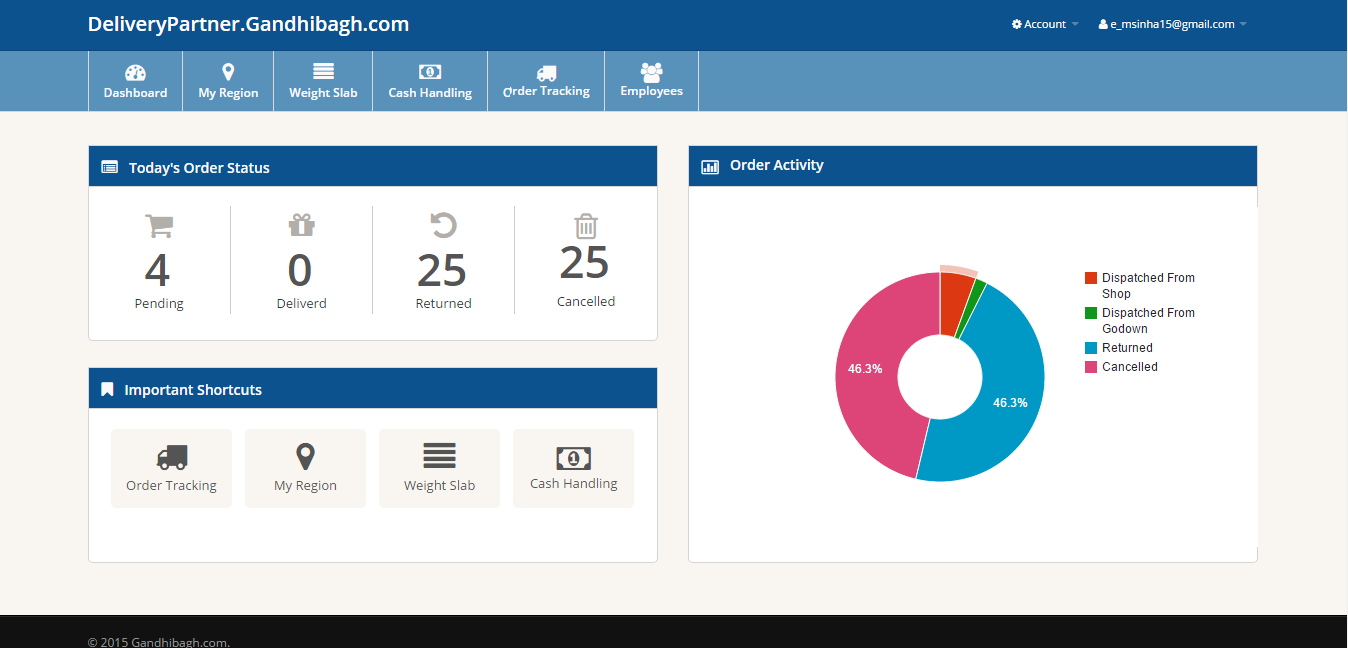 DeliveryPartner.Gandhibagh.com
Account
e_msinha15@gmail.com
Dashboard
My Region
Weight Slab
Cash Handling
Order Tracking
Employees
Today's Order Status
4
Pending
0
Deliverd
25
Returned
25
Cancelled
Important Shortcuts
Order Tracking
My Region
Weight Slab
1
Cash Handling
Order Activity
46.3%
46.3%
Dispatched From
Shop
Dispatched From
Godown
Returned
Cancelled
© 2015 Gandhibagh.com.